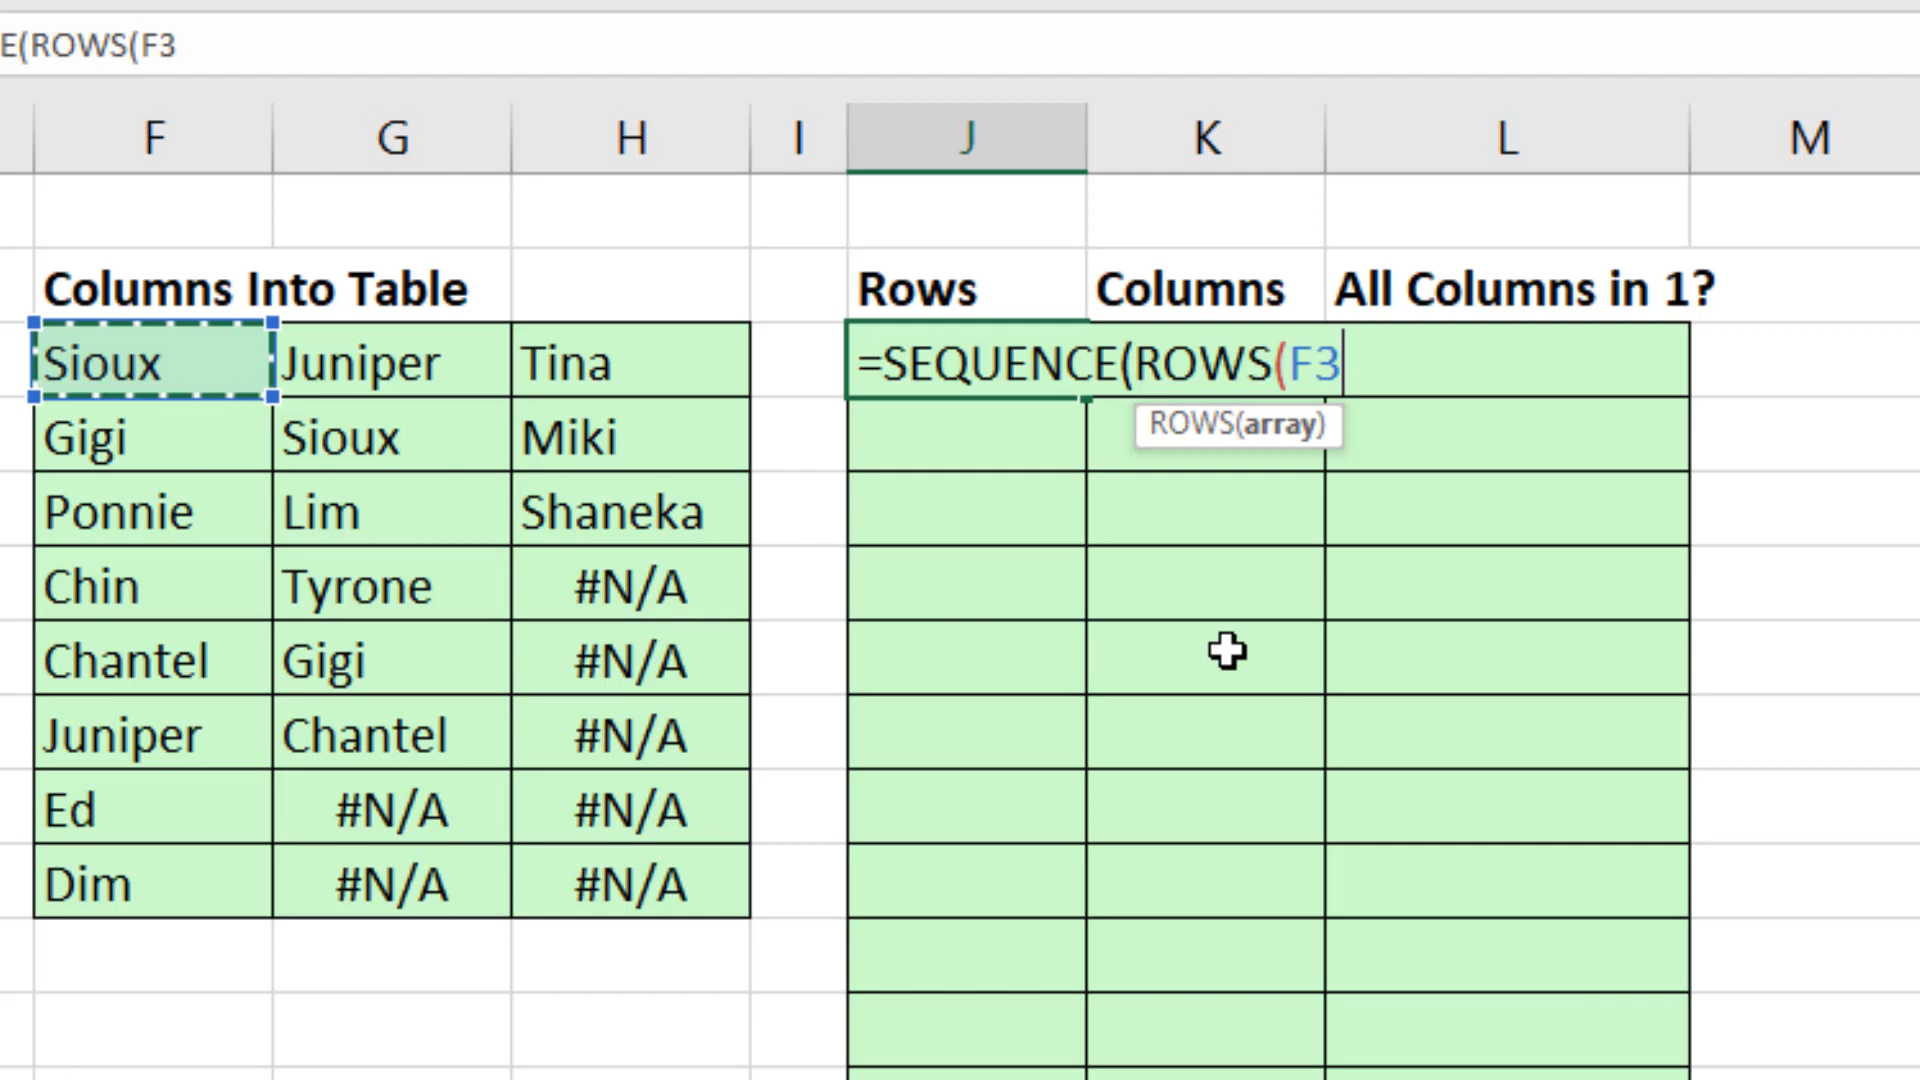 E(ROWS(F3
F G H I J K L M
Columns Into Table Rows Columns All Columns in 1?
Sioux Juniper Tina =SEQUENCE(ROWS(F3
Gigi Sioux Miki ROWS(array)
Ponnie Lim Shaneka
Chin Tyrone #N/A
Chantel Gigi #N/A
Juniper Chantel #N/A
Ed #N/A #N/A
Dim #N/A #N/A